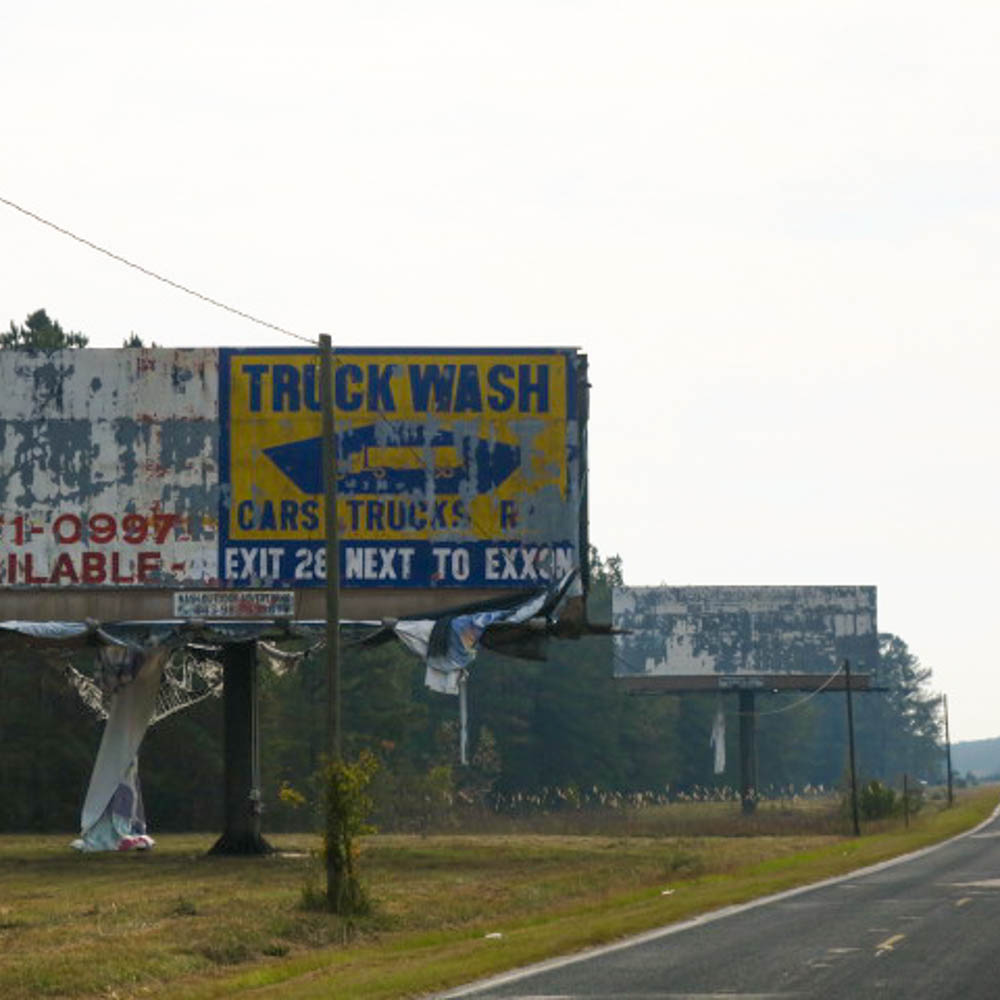 1-0997
ILABLE
TRUCK WASH
CARS TRUCKS R
EXIT 28 NEXT TO EXXON